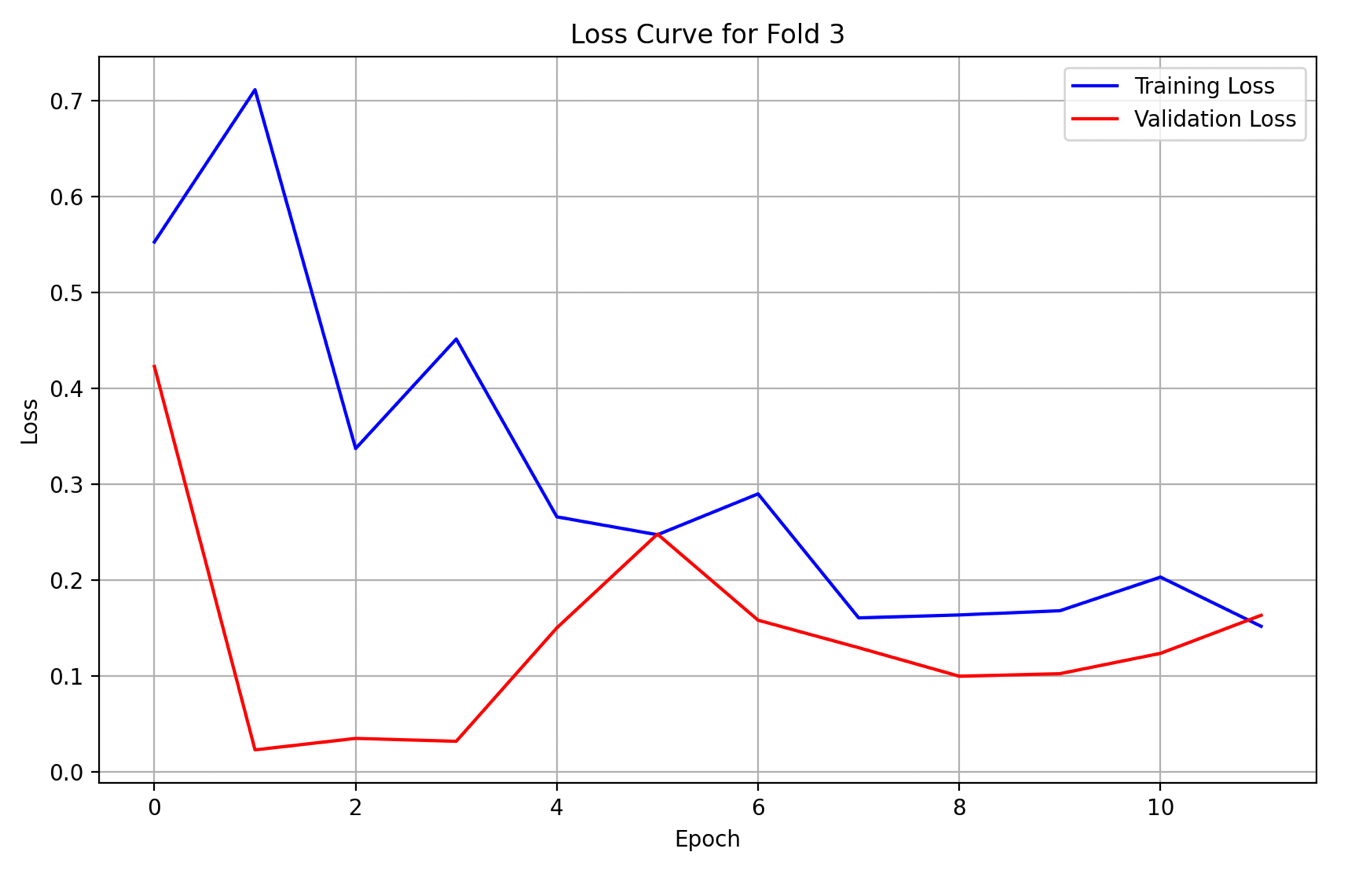 Loss Curve for Fold 3
Training Loss
Validation Loss
0.7
0.6
0.5
0.4
0.3
0.2
0.1
0.0
Loss
0 2 4 6 8 10
Epoch